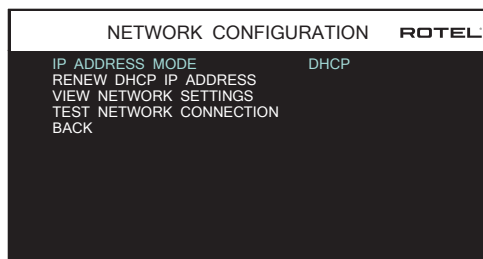 NETWORK CONFIGURATION ROTEL
IP ADDRESS MODE DHCP
RENEW DHCP IP ADDRESS
VIEW NETWORK SETTINGS
TEST NETWORK CONNECTION
BACK